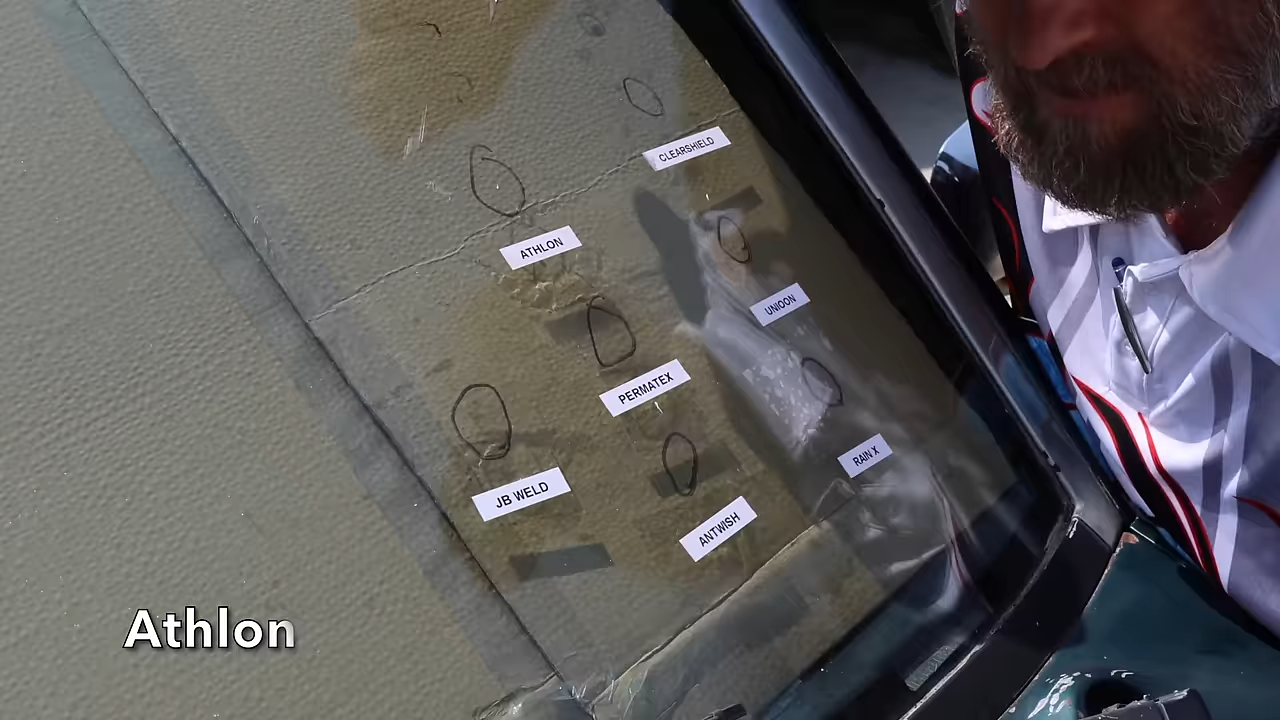 CLEARSHIELD
ATHLON
UNIOON
PERMATEX
RAIN X
JB WELD
ANTWISH
Athlon